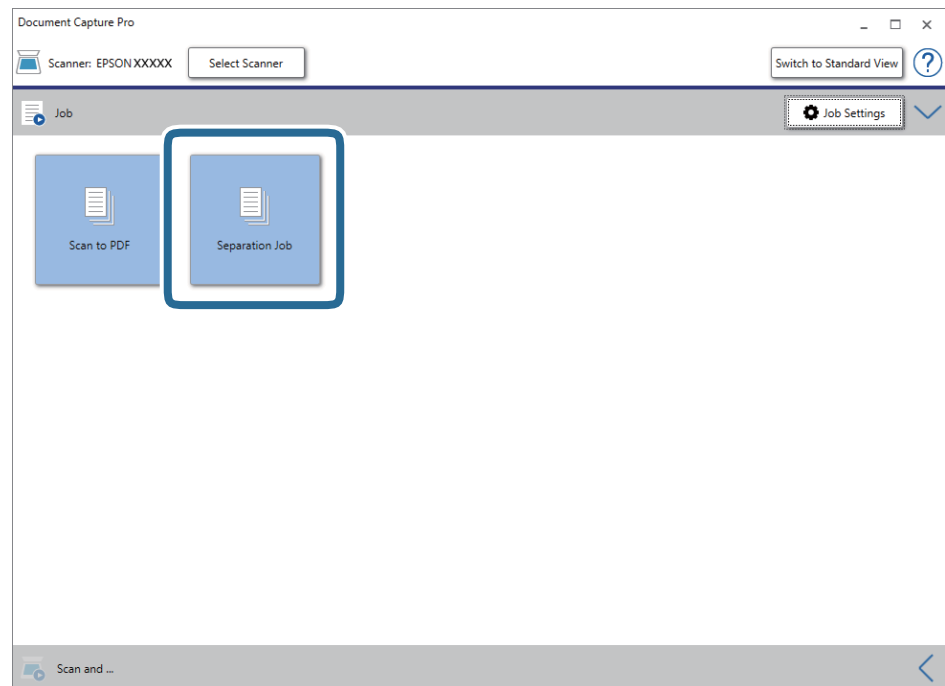 Document Capture Pro
Scanner: EPSON XXXXX
Select Scanner
Switch to Standard View
?
Job
Job Settings
Scan to PDF
Separation Job
Scan and ...